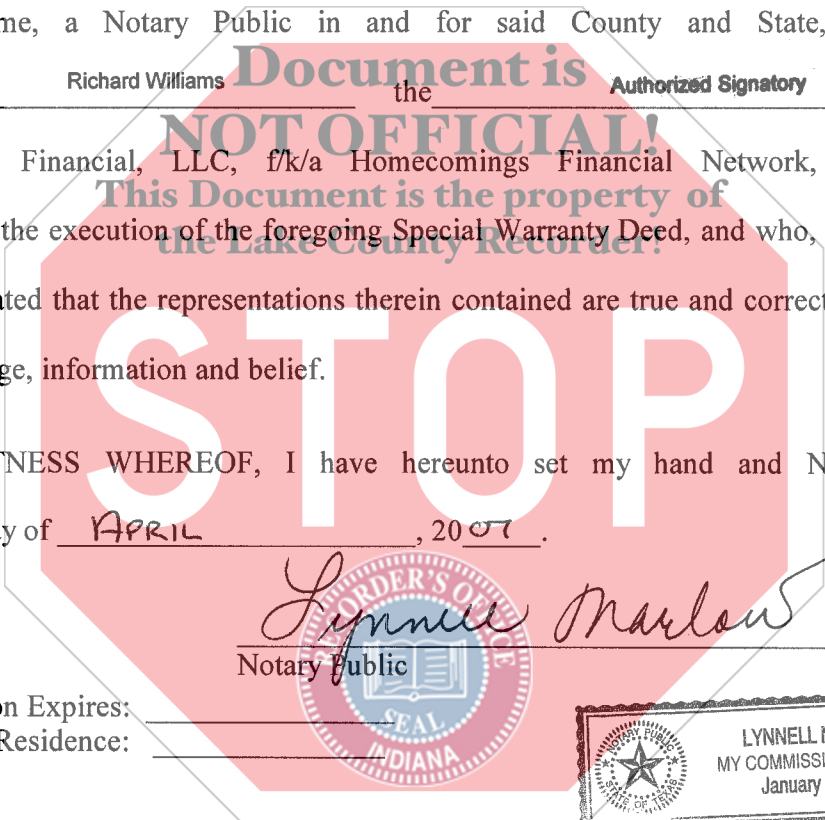 me, a Notary Public in and for said County and State,
Document is
Richard Williams the Authorized Signatory
NOT OFFICIAL!
Financial, LLC, f/k/a Homecomings Financial Network,
This Document is the property of
the execution of the foregoing Special Warranty Deed, and who,
the Lake County Recorder!
ated that the representations therein contained are true and correct
ge, information and belief.
STOP
TNESS WHEREOF, I have hereunto set my hand and N
y of APRIL, 2007.
Lynnell Marlow
Notary Public
RECORDER'S OFFICE
SEAL
INDIANA
n Expires:
Residence:
NOTARY PUBLIC
STATE OF TEXAS
LYNNELL
MY COMMISSI
January